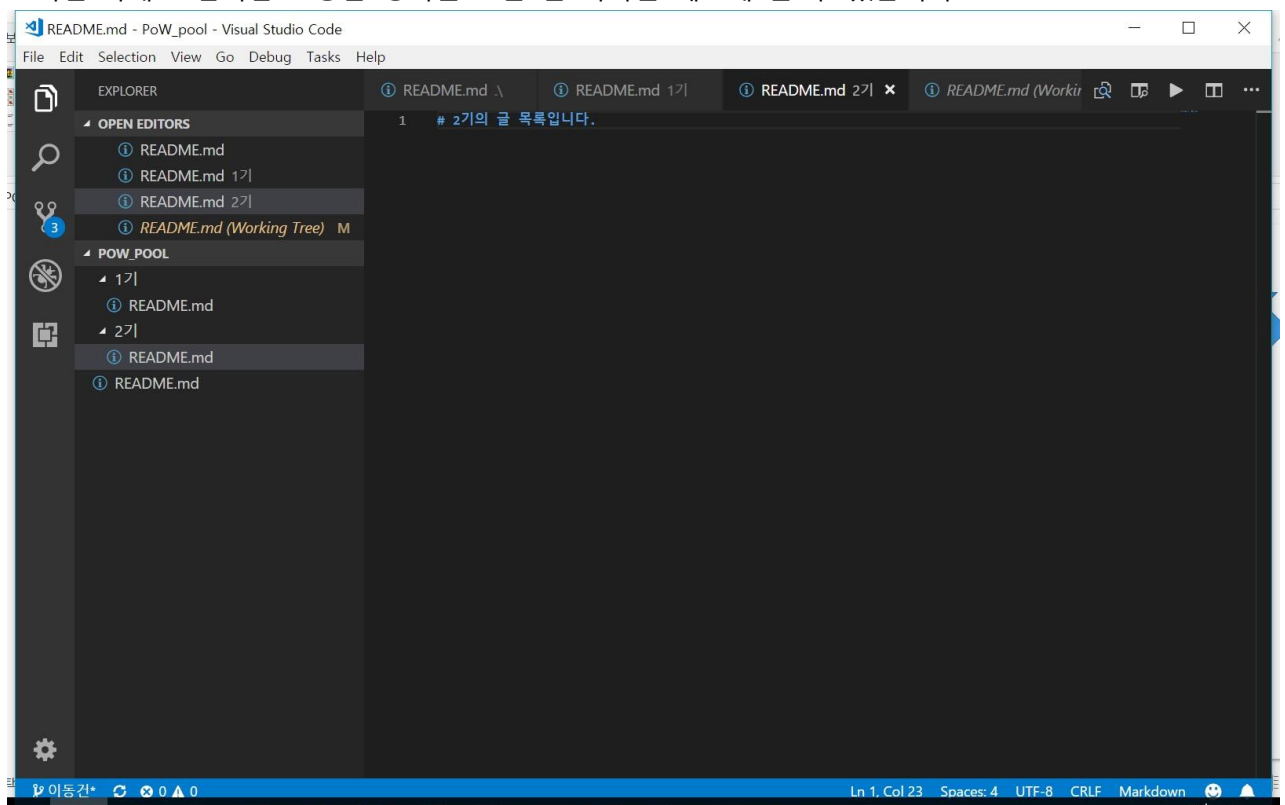 README.md - PoW_pool - Visual Studio Code
File Edit Selection View Go Debug Tasks Help
EXPLORER
README.md .\
README.md 1기
README.md 2기
README.md (Workin
OPEN EDITORS
README.md
README.md 1기
README.md 2기
README.md (Working Tree) M
3
POW_POOL
1기
README.md
2기
README.md
README.md
1 # 2기의 글 목록입니다.
이동건* 0 0
Ln 1, Col 23 Spaces: 4 UTF-8 CRLF Markdown